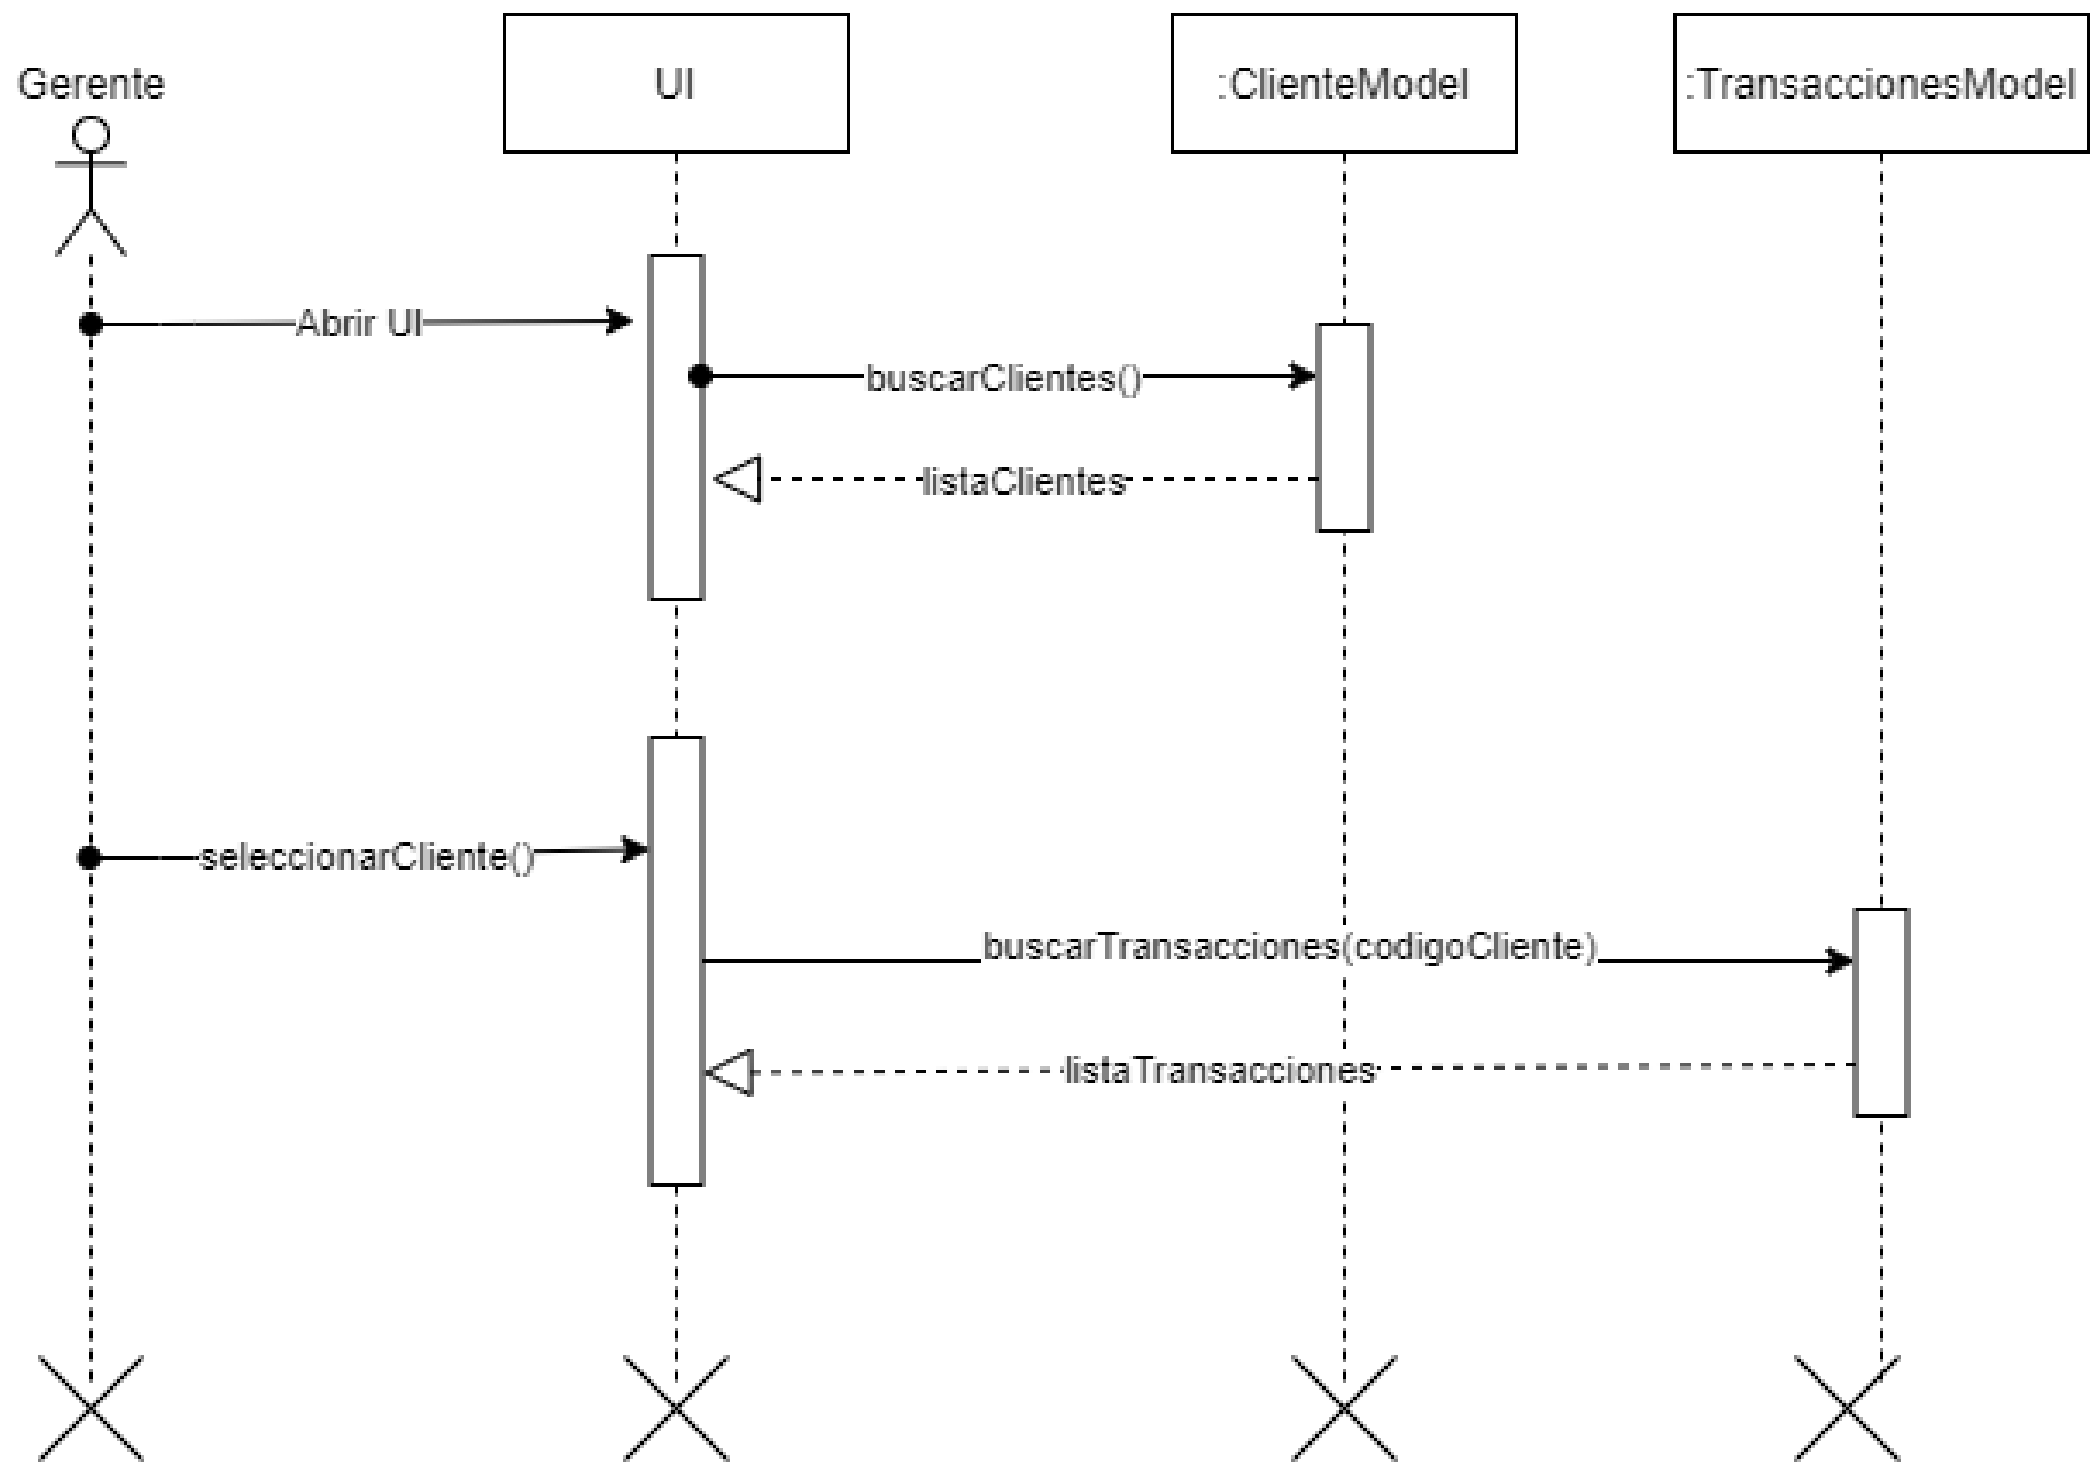 Gerente
UI
:ClienteModel
:TransaccionesModel
Abrir UI
buscarClientes()
listaClientes
seleccionarCliente()
buscarTransacciones(codigoCliente)
listaTransacciones